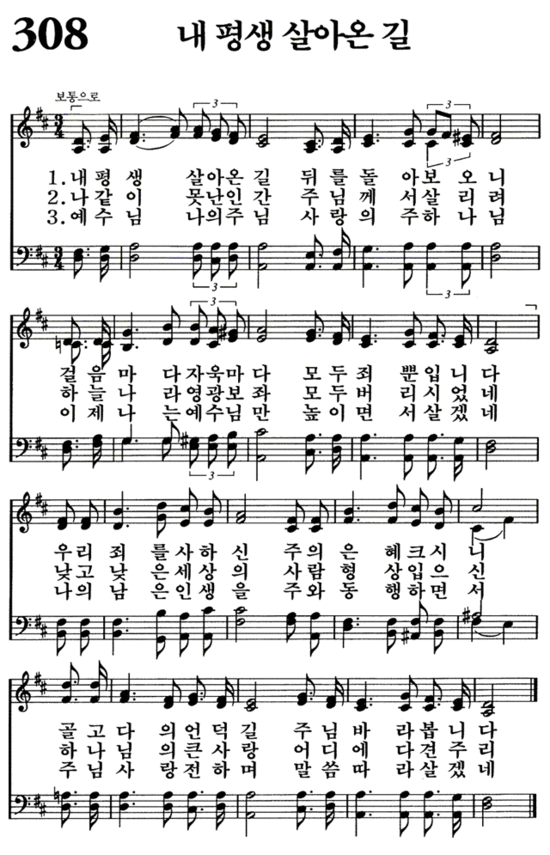 308 내 평생 살아온 길
보통으로
3 3
3
1.내 평 생 살아온 길 뒤 를 돌 아 보 오 니
2.나 같 이 못난인 간 주 님 께 서 살 리 려
3.예 수 님 나의주 님 사 랑 의 주 하 나 님
3 3
3
걸 음 마 다 자 욱 마 다 모 두 죄 뿐 입 니 다
하 늘 나 라 영 광 보 좌 모 두 버 리 시 었 네
이 제 나 는 예 수 님 만 높 이 면 서 살 겠 네
3
우 리 죄 를 사 하 신 주 의 은 혜 크 시 니
낮 고 낮 은 세 상 의 사 람 형 상 입 으 신
나 의 남 은 인 생 을 주 와 동 행 하 면 서
골 고 다 의 언 덕 길 주 님 바 라 봅 니 다
하 나 님 의 큰 사 랑 어 디 에 다 견 주 리
주 님 사 랑 전 하 며 말 씀 따 라 살 겠 네